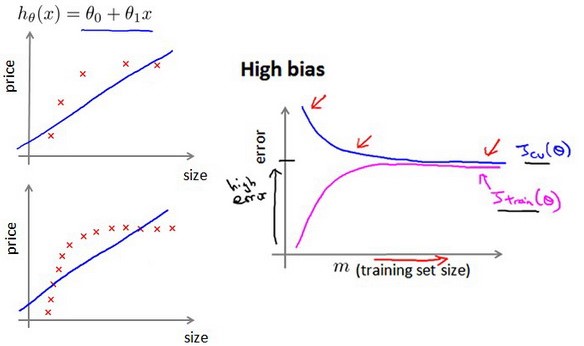 hθ(x) = θ0 + θ1x
price
size
price
size
High bias
error
high
error
Jcv(θ)
Jtrain(θ)
m (training set size)